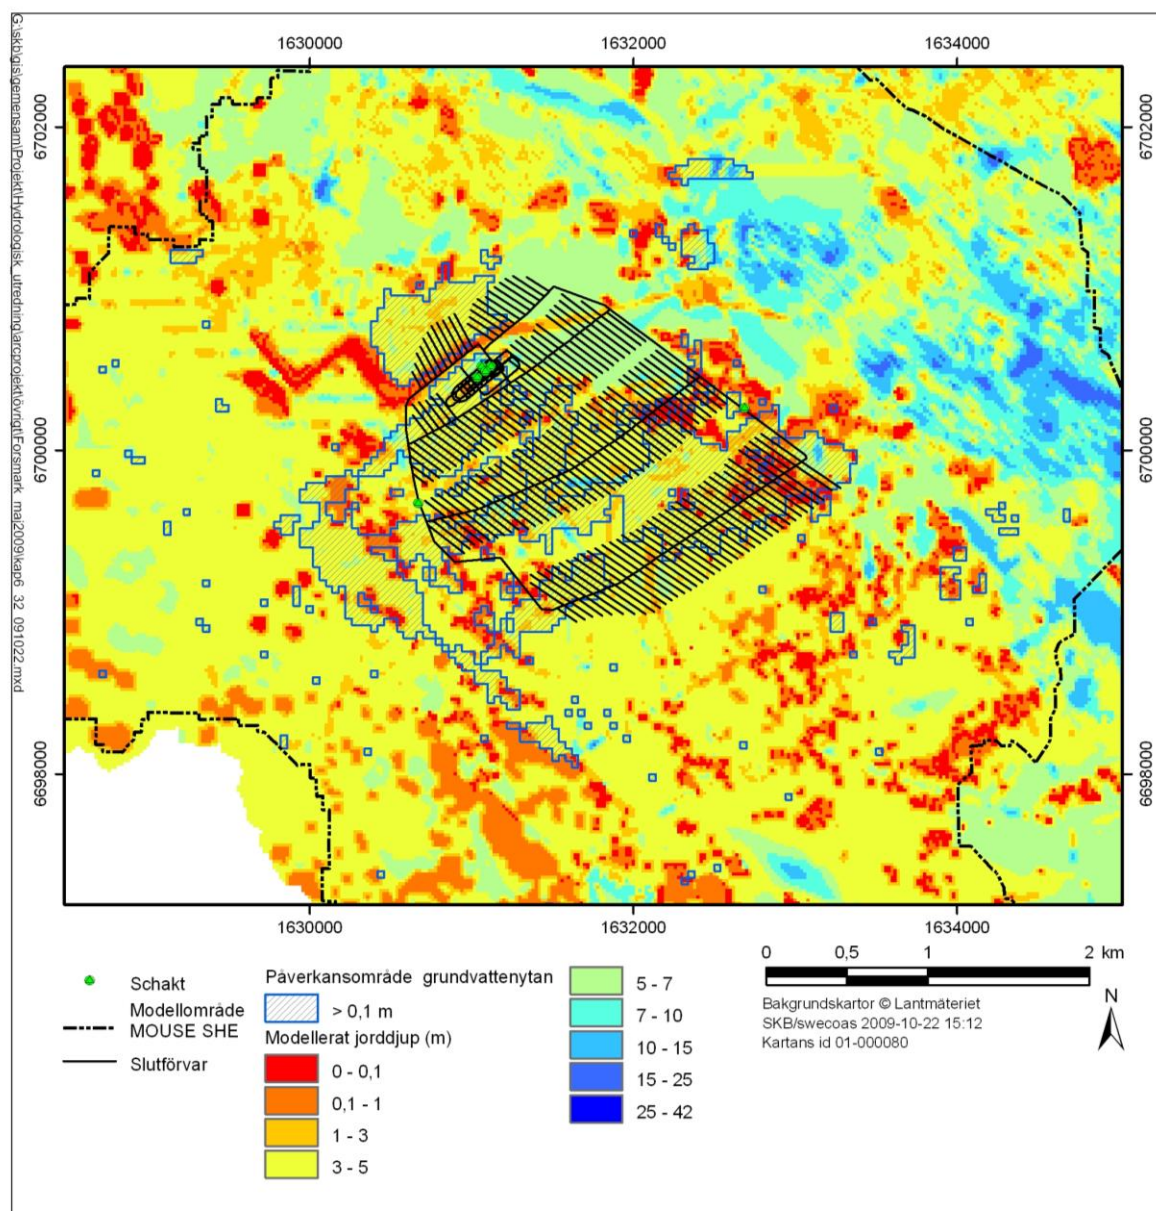 G:\skb\gis\gemensam\Projekt\Hydrologisk_utredning\arcprojekt\övrigt\Forsmark_maj2009\kap6_32_091022.mxd
1630000 1632000 1634000
6702000 6702000
6700000 6700000
6698000 6698000
1630000 1632000 1634000
Schakt
Modellområde
MOUSE SHE
Slutförvar
Påverkansområde grundvattenytan
> 0,1 m
Modellerat jorddjup (m)
0 - 0,1
0,1 - 1
1 - 3
3 - 5
5 - 7
7 - 10
10 - 15
15 - 25
25 - 42
0 0,5 1 2 km
Bakgrundskartor © Lantmäteriet
SKB/swecoas 2009-10-22 15:12
Kartans id 01-000080
N